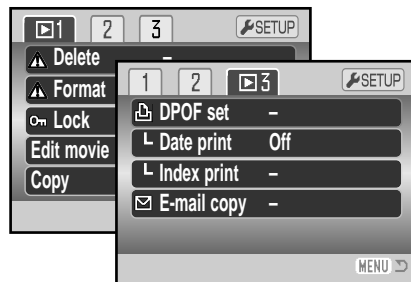 1 2 3 SETUP
Delete –
Format
Lock
Edit movie
Copy
1 2 3 SETUP
DPOF set –
Date print Off
Index print –
E-mail copy –
MENU